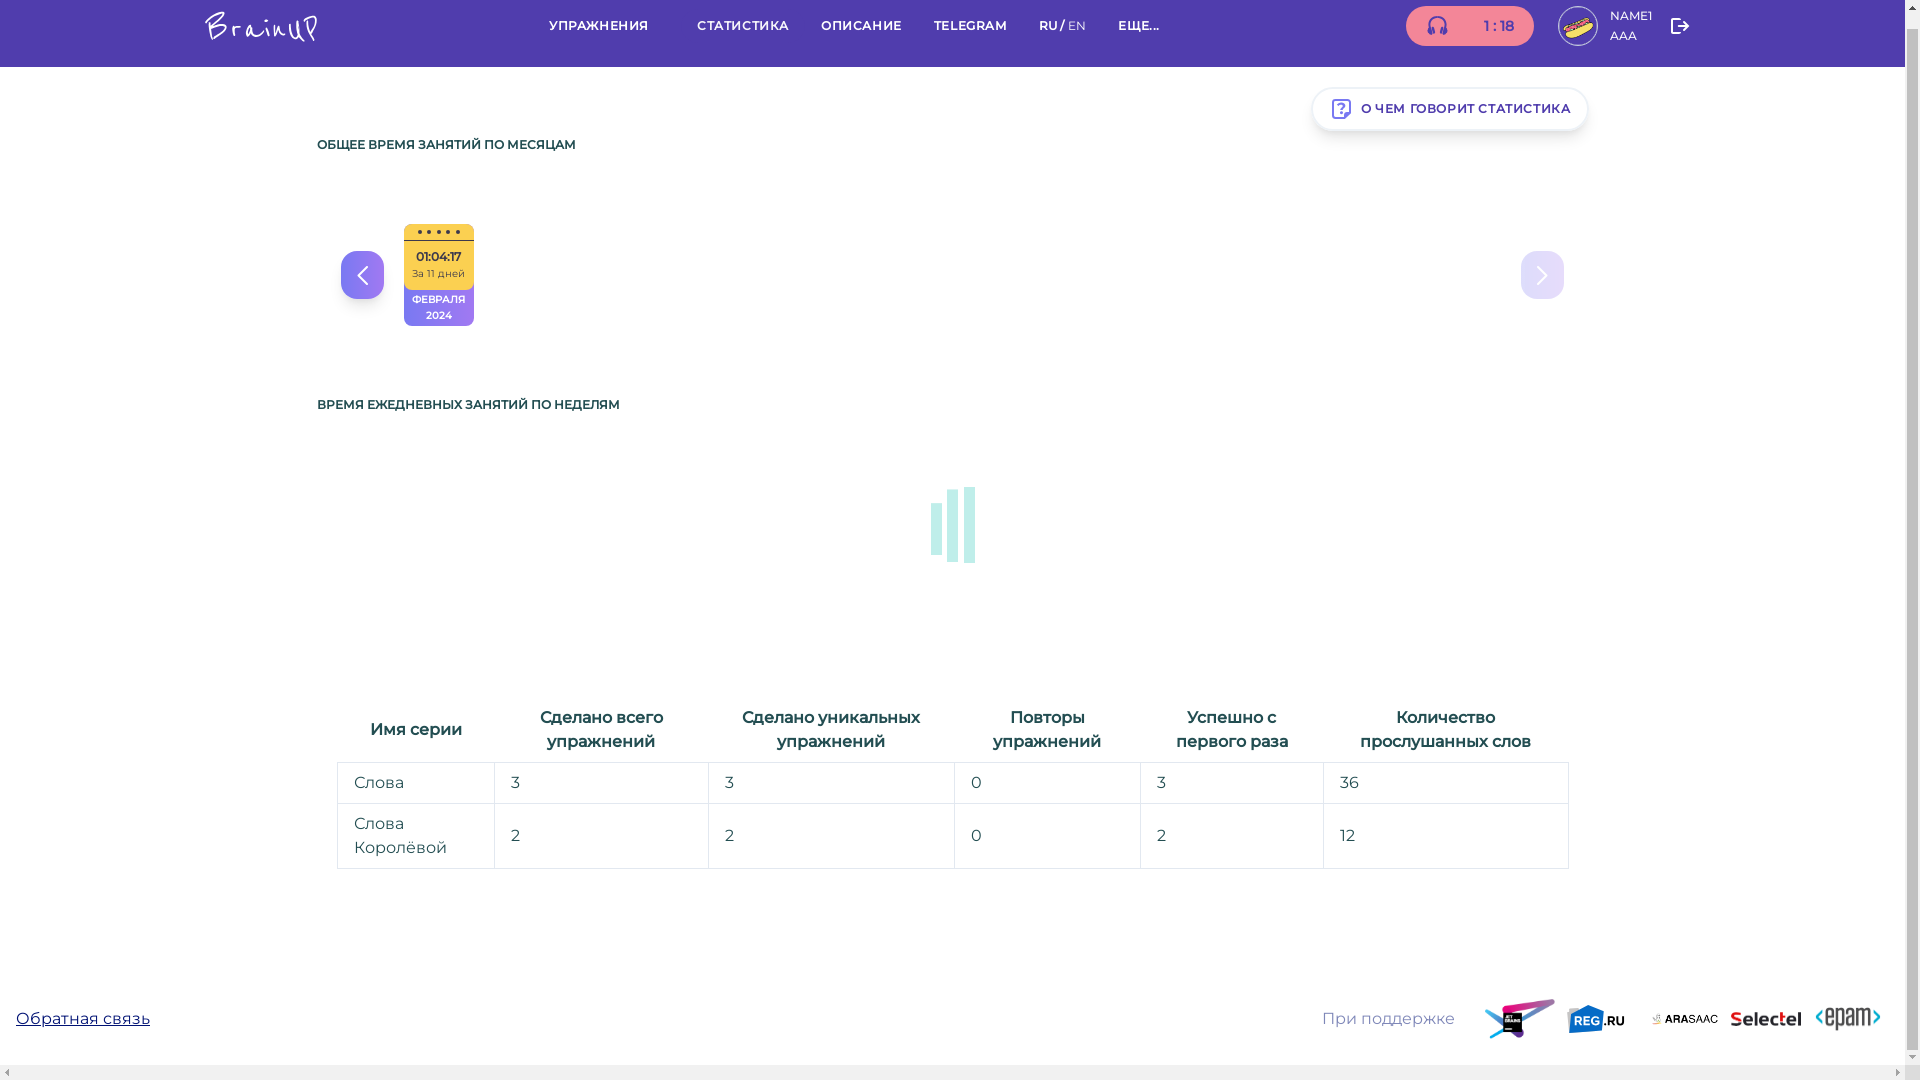 BrainUP
УПРАЖНЕНИЯ СТАТИСТИКА ОПИСАНИЕ TELEGRAM RU / EN ЕЩЕ... 1 : 18 NAME1
AAA
О ЧЕМ ГОВОРИТ СТАТИСТИКА
ОБЩЕЕ ВРЕМЯ ЗАНЯТИЙ ПО МЕСЯЦАМ
01:04:17
За 11 дней
ФЕВРАЛЯ
2024
ВРЕМЯ ЕЖЕДНЕВНЫХ ЗАНЯТИЙ ПО НЕДЕЛЯМ
Имя серии
Сделано всего
упражнений
Сделано уникальных
упражнений
Повторы
упражнений
Успешно с
первого раза
Количество
прослушанных слов
Слова 3 3 0 3 36
Слова
Королёвой
2 2 0 2 12
Обратная связь
При поддержке
JET
BRAINS
REG.RU
ARASAAC
Selectel
<epam>